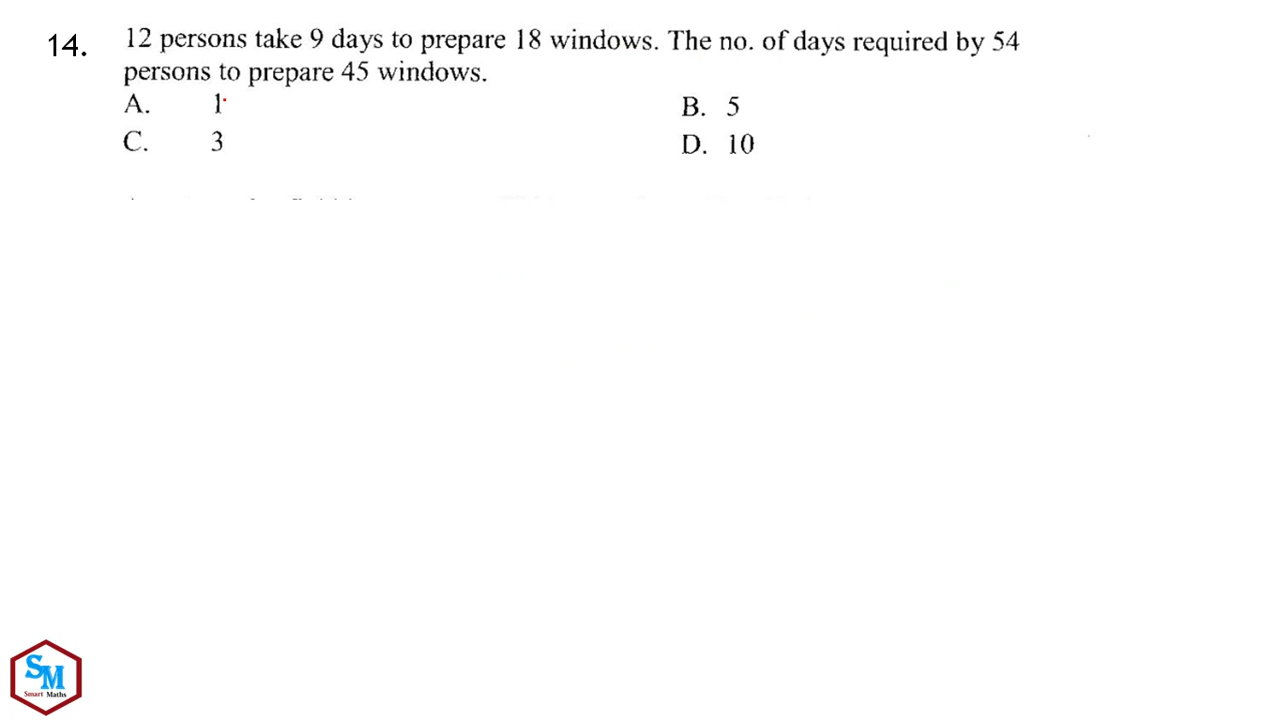 14. 12 persons take 9 days to prepare 18 windows. The no. of days required by 54
persons to prepare 45 windows.
A. 1 B. 5
C. 3 D. 10
SM
Smart Maths